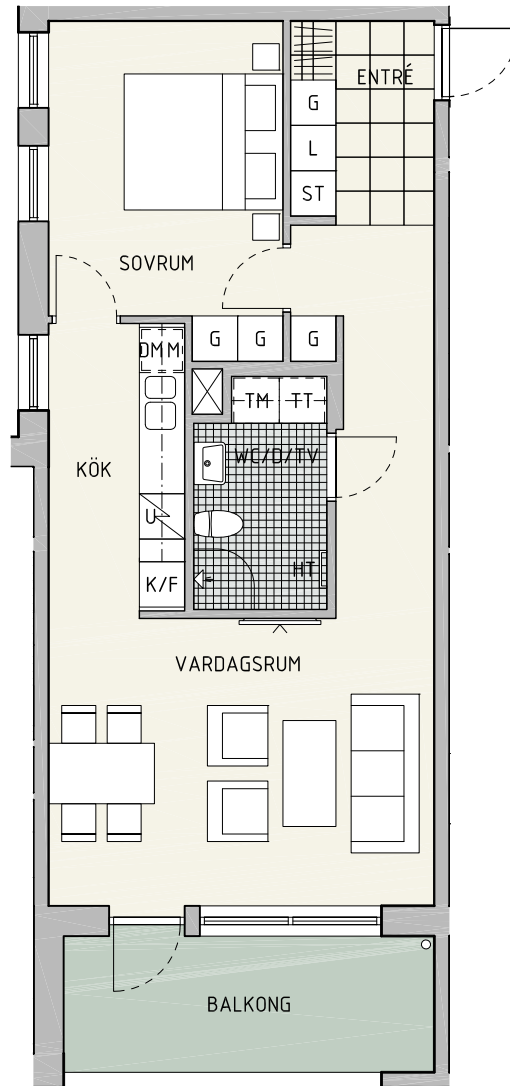 ENTRÉ
G
L
ST
SOVRUM
G G G
DM M
TM TT
WC/D/TV
KÖK
U
HT
K/F
VARDAGSRUM
BALKONG